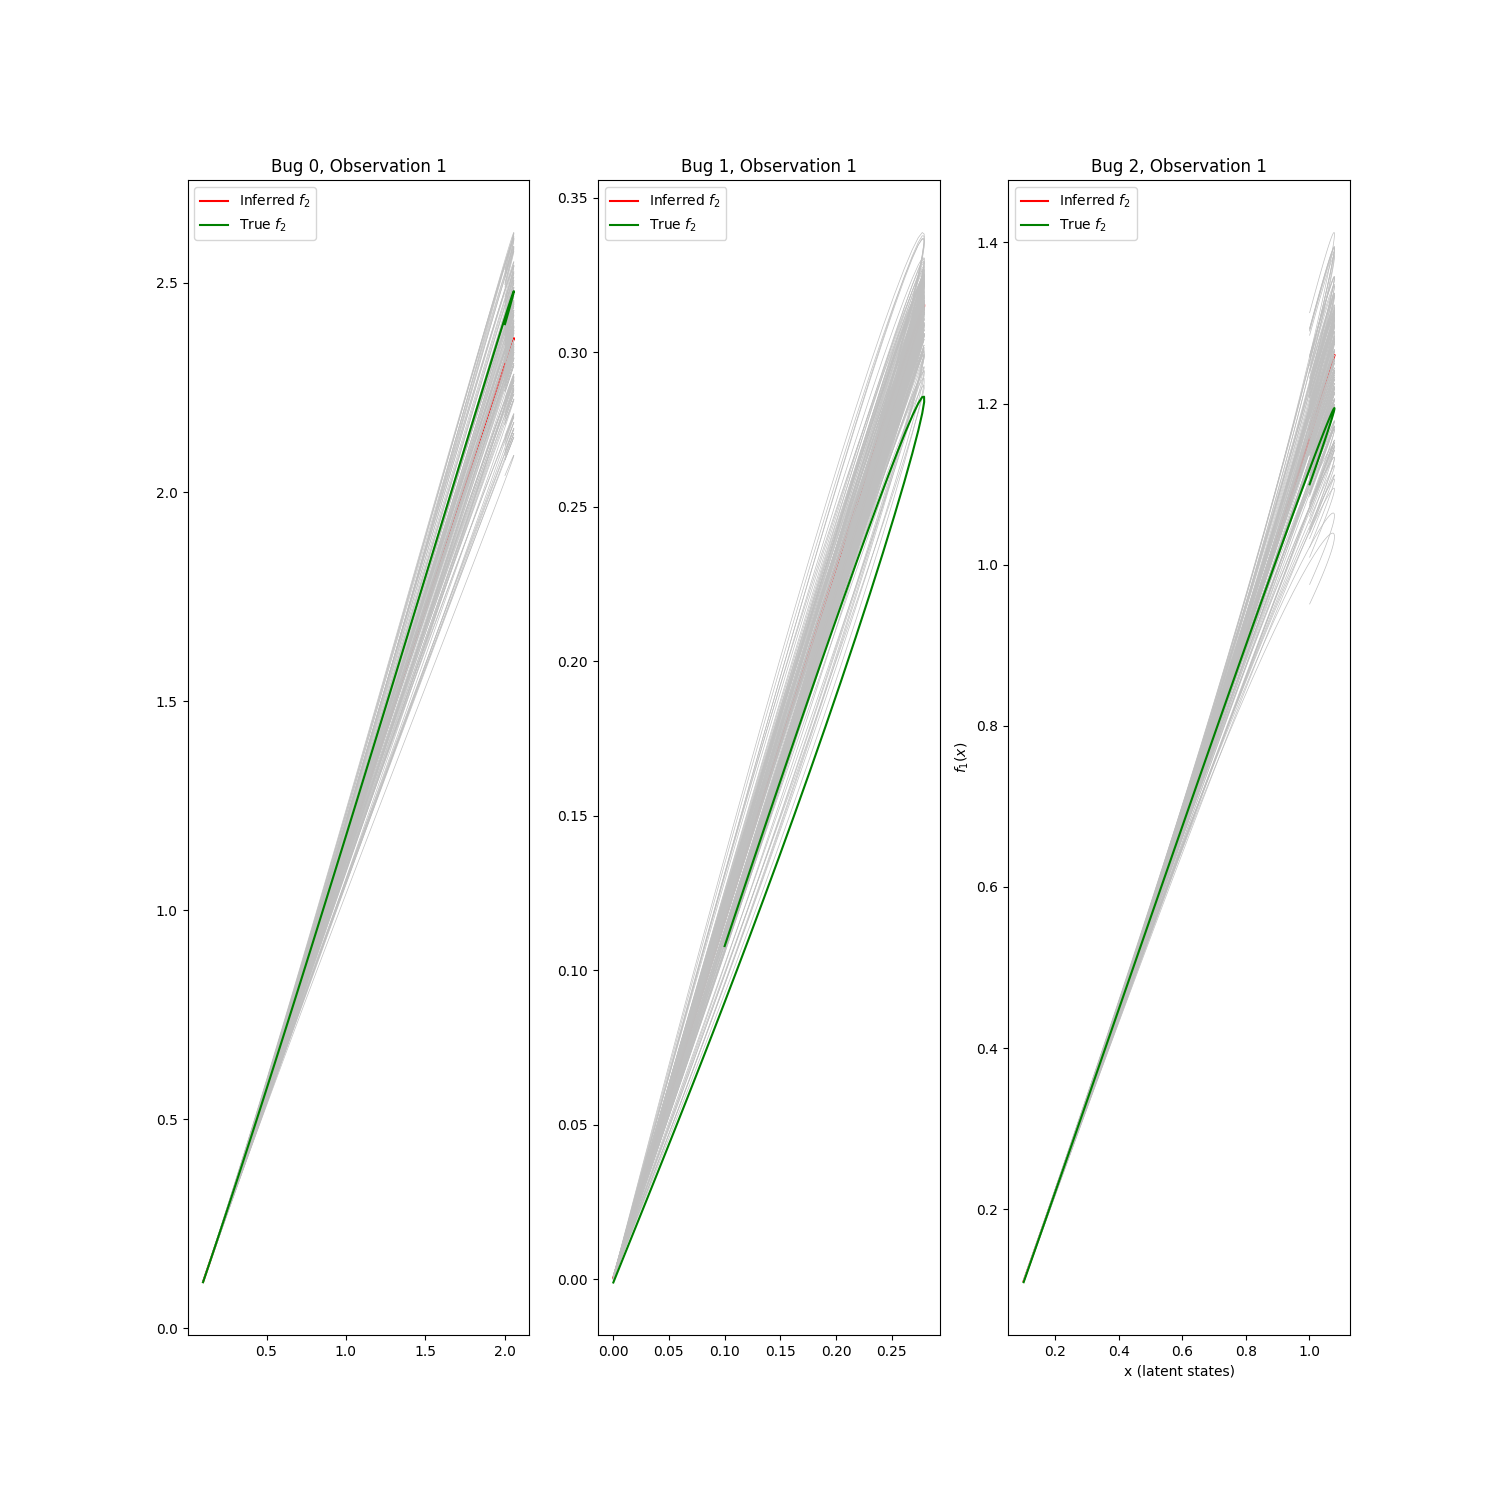 Bug 0, Observation 1
Inferred f₂
True f₂
2.5
2.0
1.5
1.0
0.5
0.0
0.5 1.0 1.5 2.0
Bug 1, Observation 1
Inferred f₂
True f₂
0.35
0.30
0.25
0.20
0.15
0.10
0.05
0.00
0.00 0.05 0.10 0.15 0.20 0.25
Bug 2, Observation 1
Inferred f₂
True f₂
f₁(x)
1.4
1.2
1.0
0.8
0.6
0.4
0.2
0.2 0.4 0.6 0.8 1.0
x (latent states)